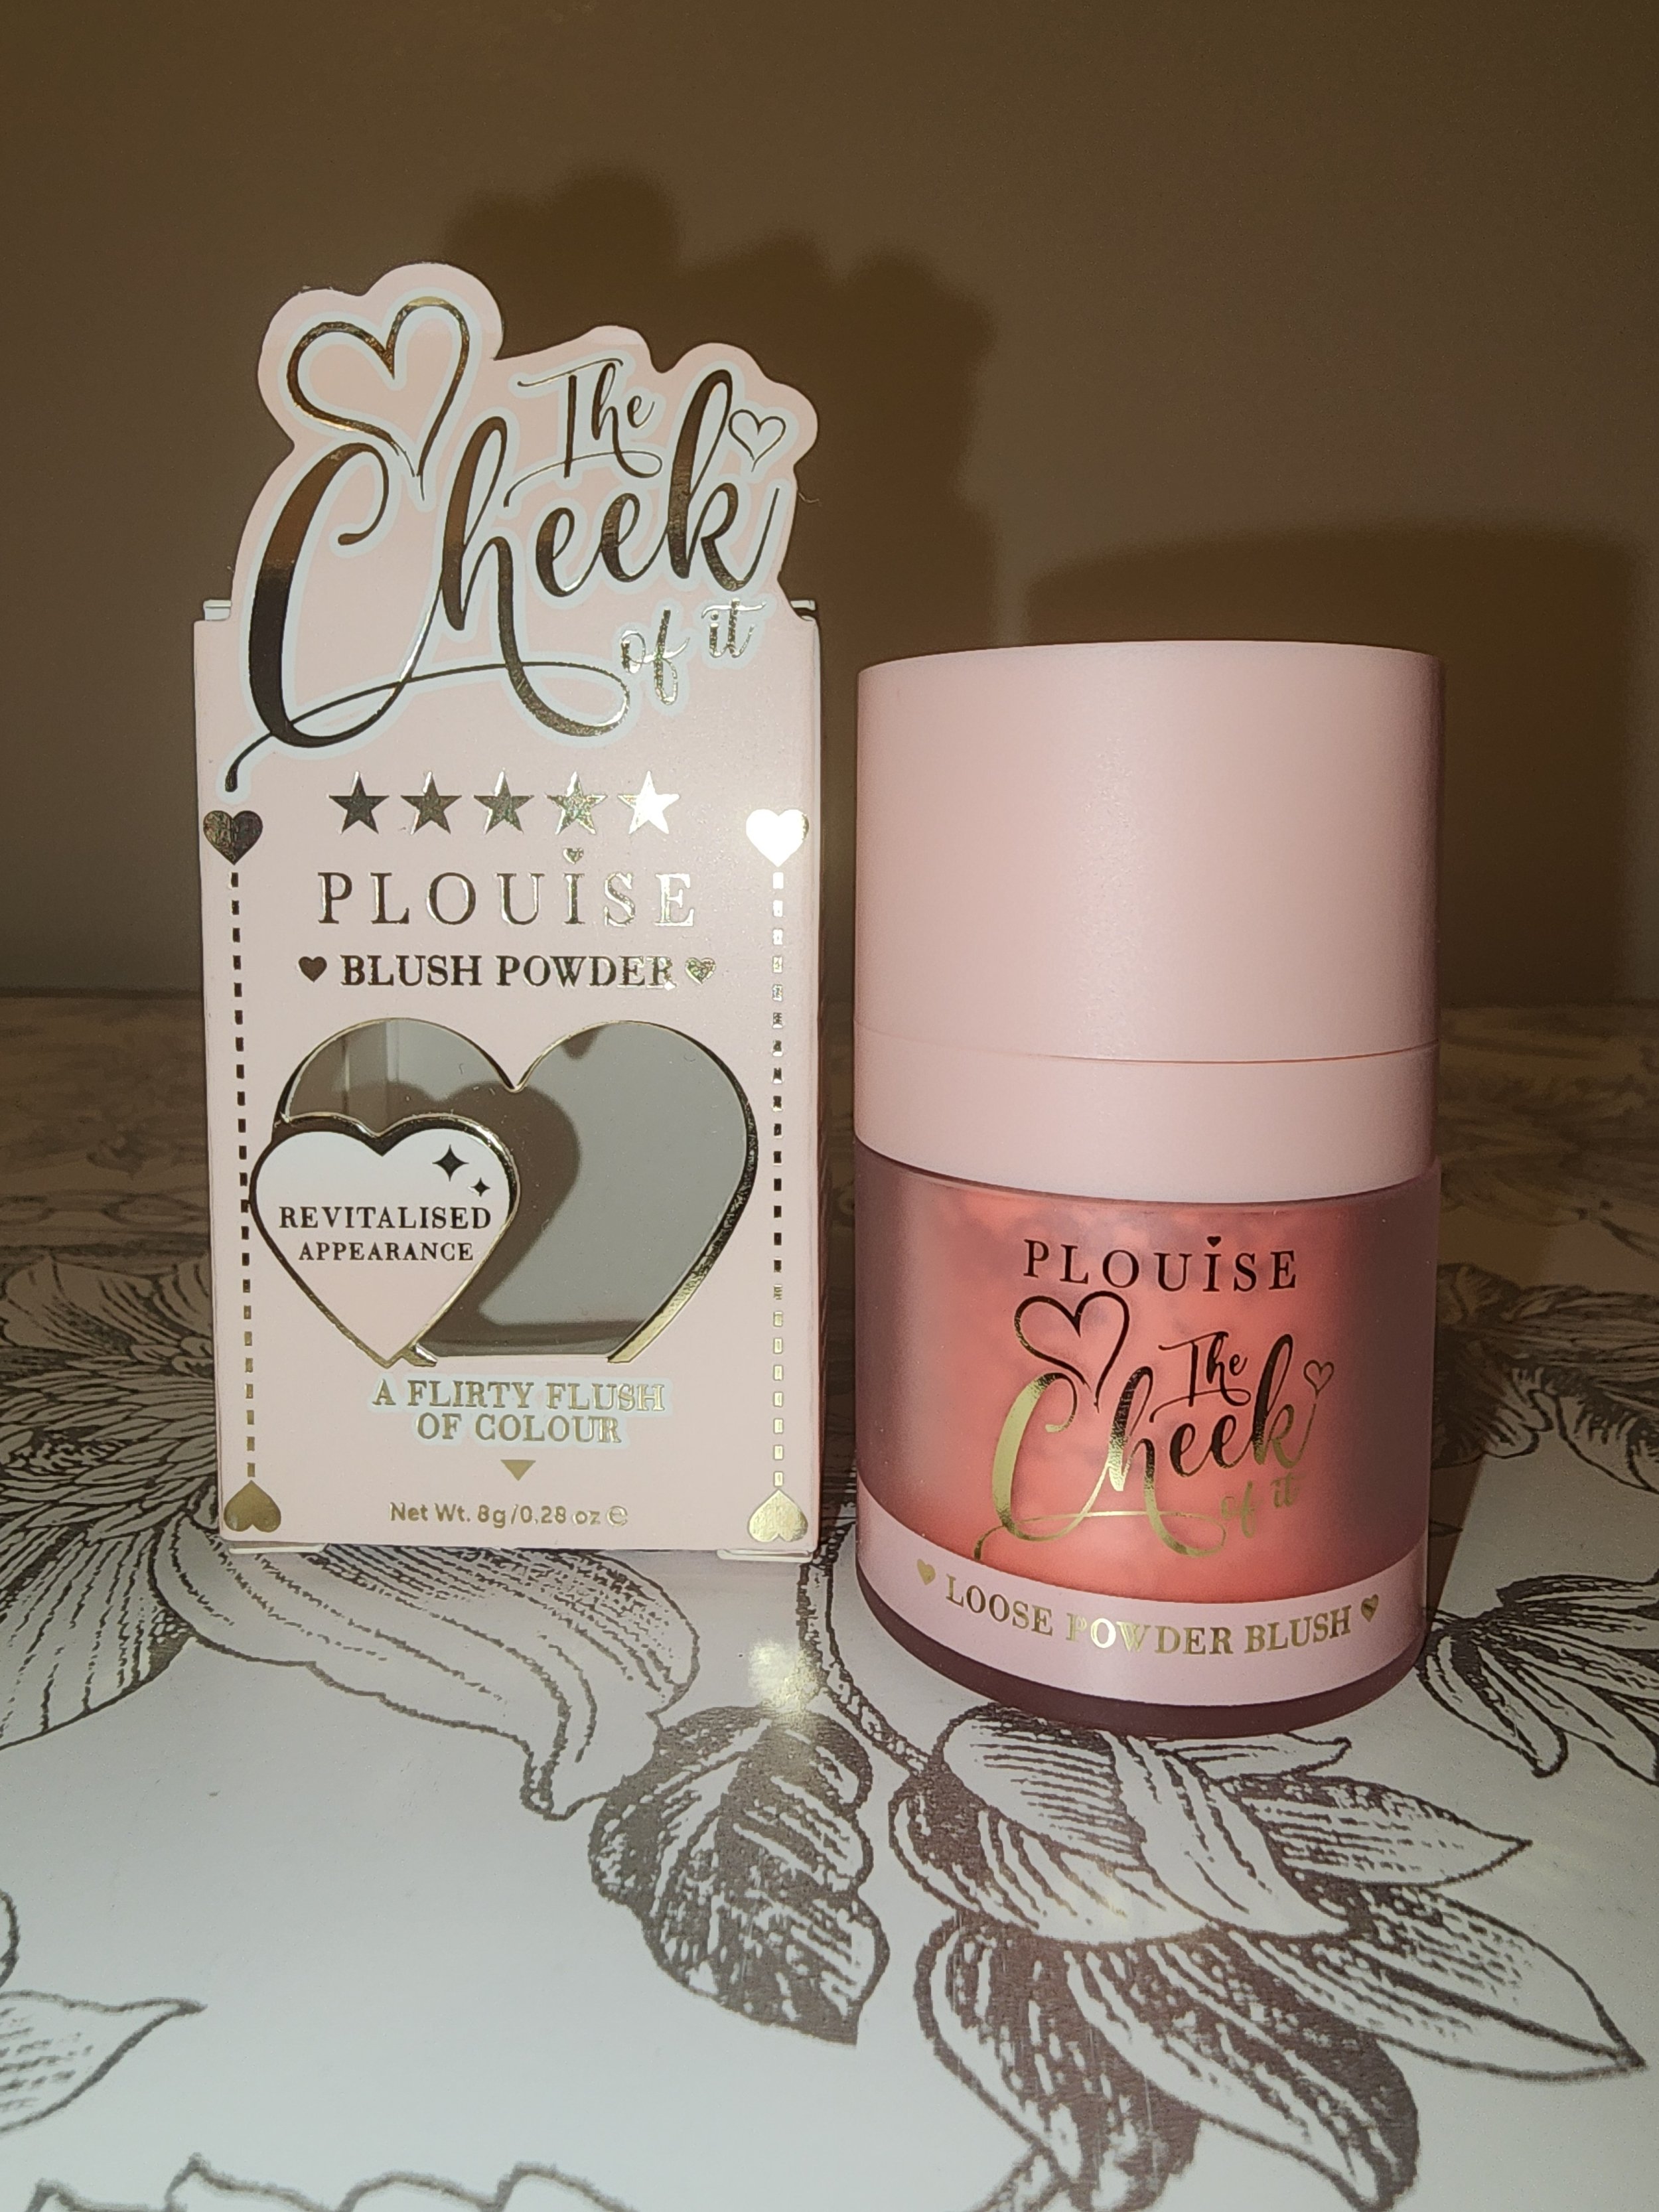 The
Cheek
of it
PLOUISE
BLUSH POWDER
REVITALISED
APPEARANCE
A FLIRTY FLUSH
OF COLOUR
Net Wt. 8g/0.28 oz ℮
PLOUISE
The
Cheek
of it
LOOSE POWDER BLUSH